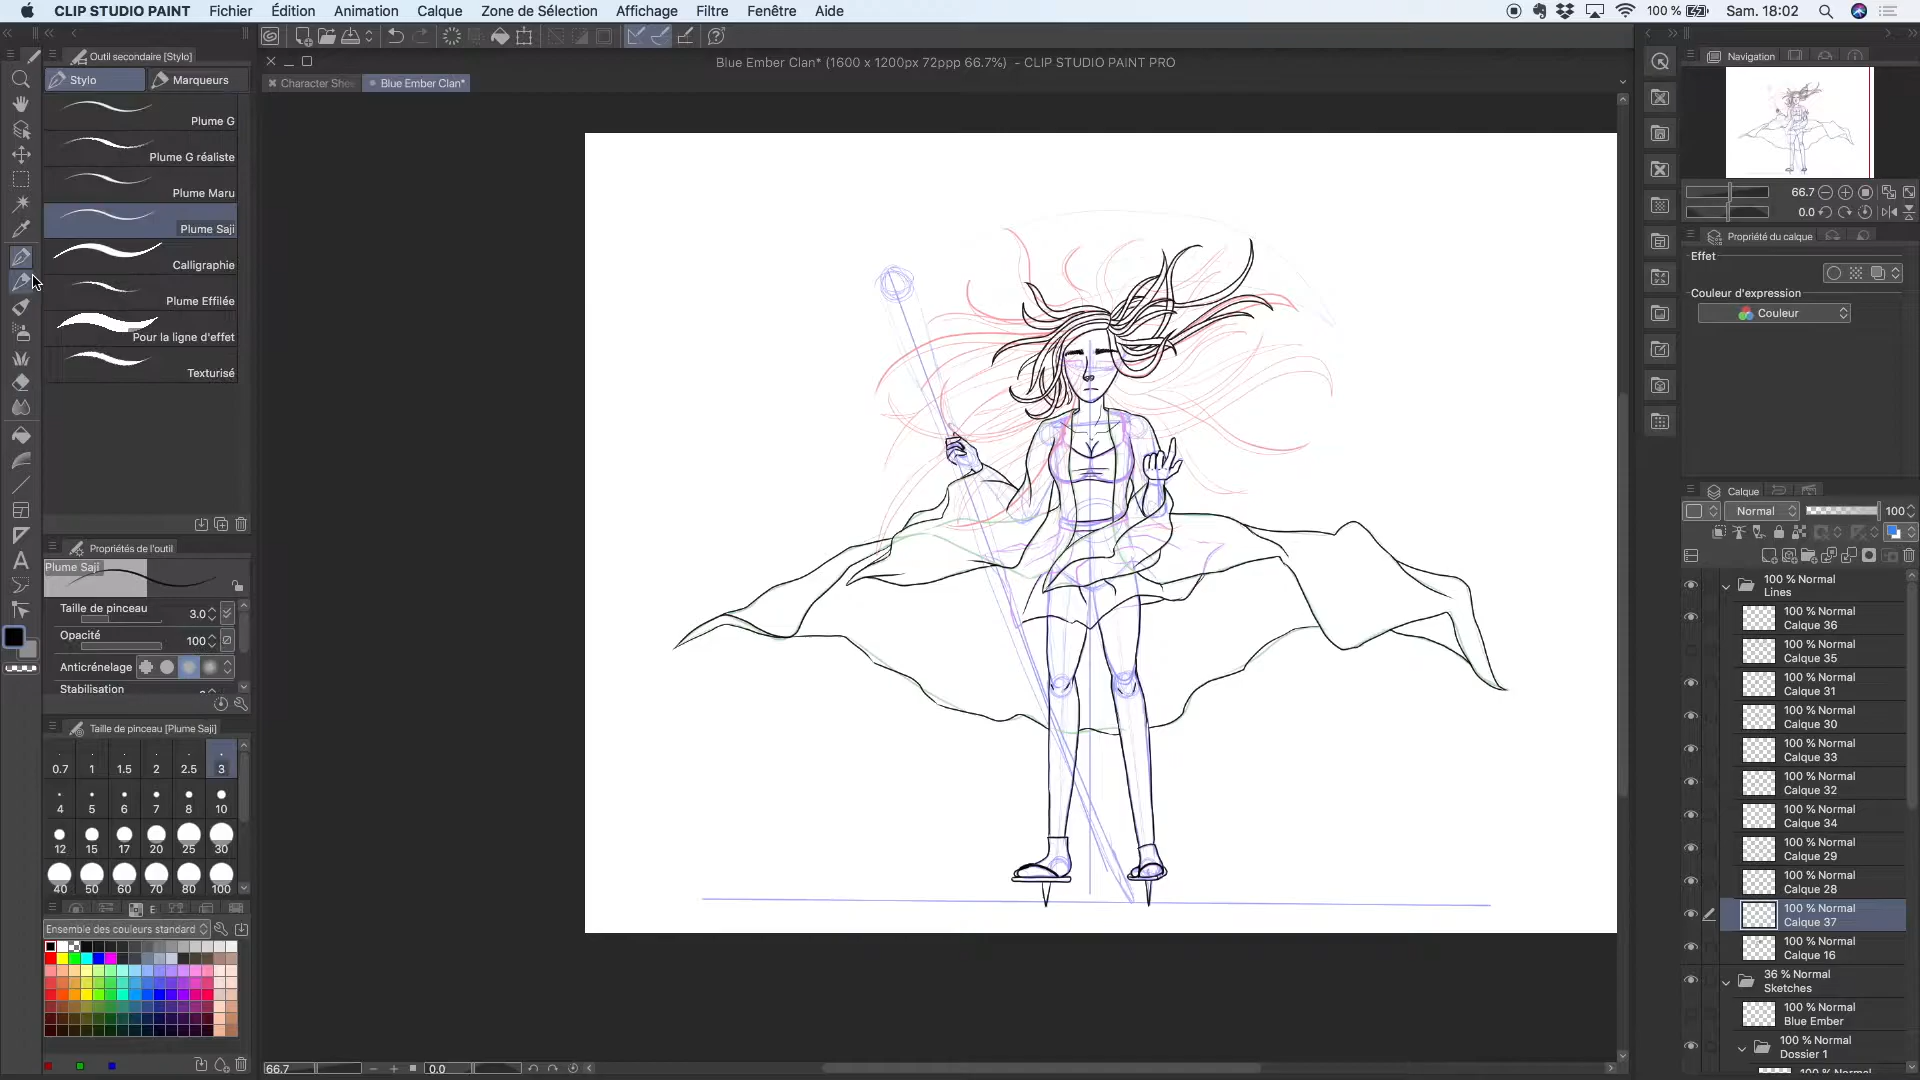 CLIP STUDIO PAINT Fichier Édition Animation Calque Zone de Sélection Affichage Filtre Fenêtre Aide 100 % Sam. 18:02
Outil secondaire [Stylo]
Stylo Marqueurs
Plume G
Plume G réaliste
Plume Maru
Plume Saji
Calligraphie
Plume Effilée
Pour la ligne d'effet
Texturisé
Propriétés de l'outil
Plume Saji
Taille de pinceau 3.0
Opacité 100
Anticrénelage
Stabilisation
Taille de pinceau [Plume Saji]
0.7 1 1.5 2 2.5 3
4 5 6 7 8 10
12 15 17 20 25 30
40 50 60 70 80 100
E
Ensemble des couleurs standard
Blue Ember Clan* (1600 x 1200px 72ppp 66.7%) - CLIP STUDIO PAINT PRO
Character She
Blue Ember Clan*
66.7 0.0
Navigation
66.7
0.0
Propriété du calque
Effet
Couleur d'expression
Couleur
Calque
Normal 100
100 % Normal
Lines
100 % Normal
Calque 36
100 % Normal
Calque 35
100 % Normal
Calque 31
100 % Normal
Calque 30
100 % Normal
Calque 33
100 % Normal
Calque 32
100 % Normal
Calque 34
100 % Normal
Calque 29
100 % Normal
Calque 28
100 % Normal
Calque 37
100 % Normal
Calque 16
36 % Normal
Sketches
100 % Normal
Blue Ember
100 % Normal
Dossier 1
100 % Normal